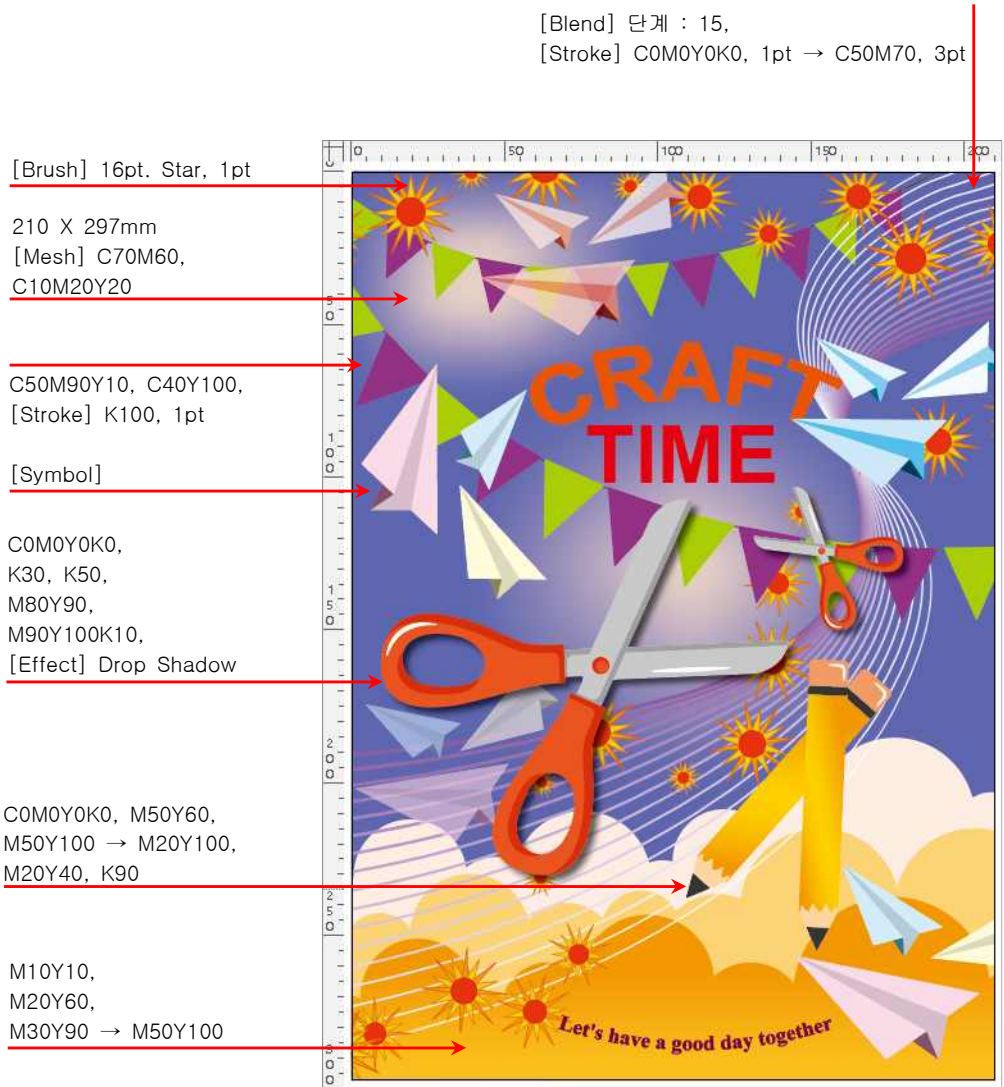 [Blend] 단계 : 15,
[Stroke] C0M0Y0K0, 1pt → C50M70, 3pt
[Brush] 16pt. Star, 1pt
210 X 297mm
[Mesh] C70M60,
C10M20Y20
C50M90Y10, C40Y100,
[Stroke] K100, 1pt
[Symbol]
C0M0Y0K0,
K30, K50,
M80Y90,
M90Y100K10,
[Effect] Drop Shadow
C0M0Y0K0, M50Y60,
M50Y100 → M20Y100,
M20Y40, K90
M10Y10,
M20Y60,
M30Y90 → M50Y100
0 50 100 150 200
0
50
100
150
200
250
300
CRAFT
TIME
Let's have a good day together